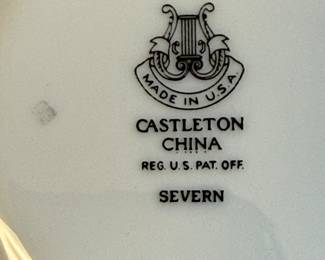 MADE IN U.S.A.
CASTLETON
CHINA
REG. U.S. PAT. OFF.
SEVERN